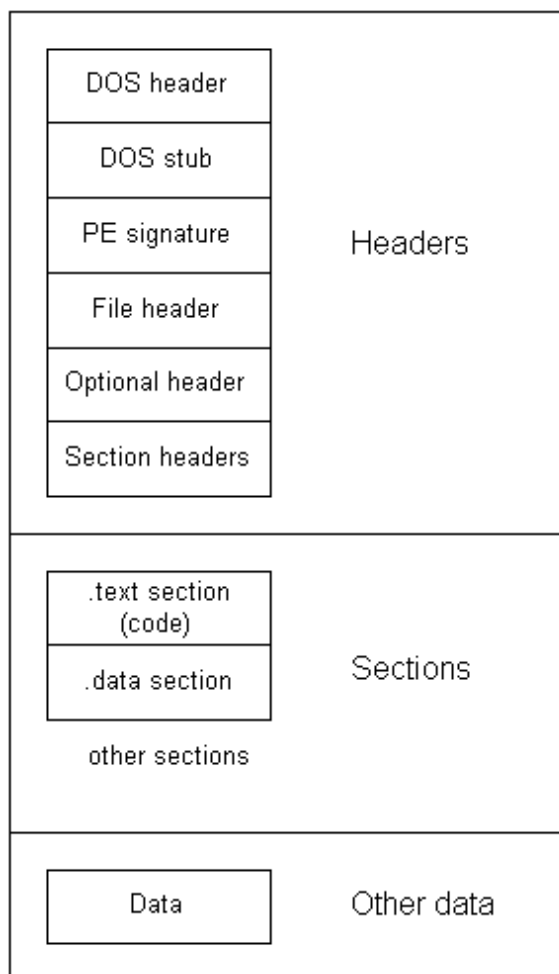 DOS header
DOS stub
PE signature
Headers
File header
Optional header
Section headers
.text section
(code)
.data section
Sections
other sections
Data
Other data